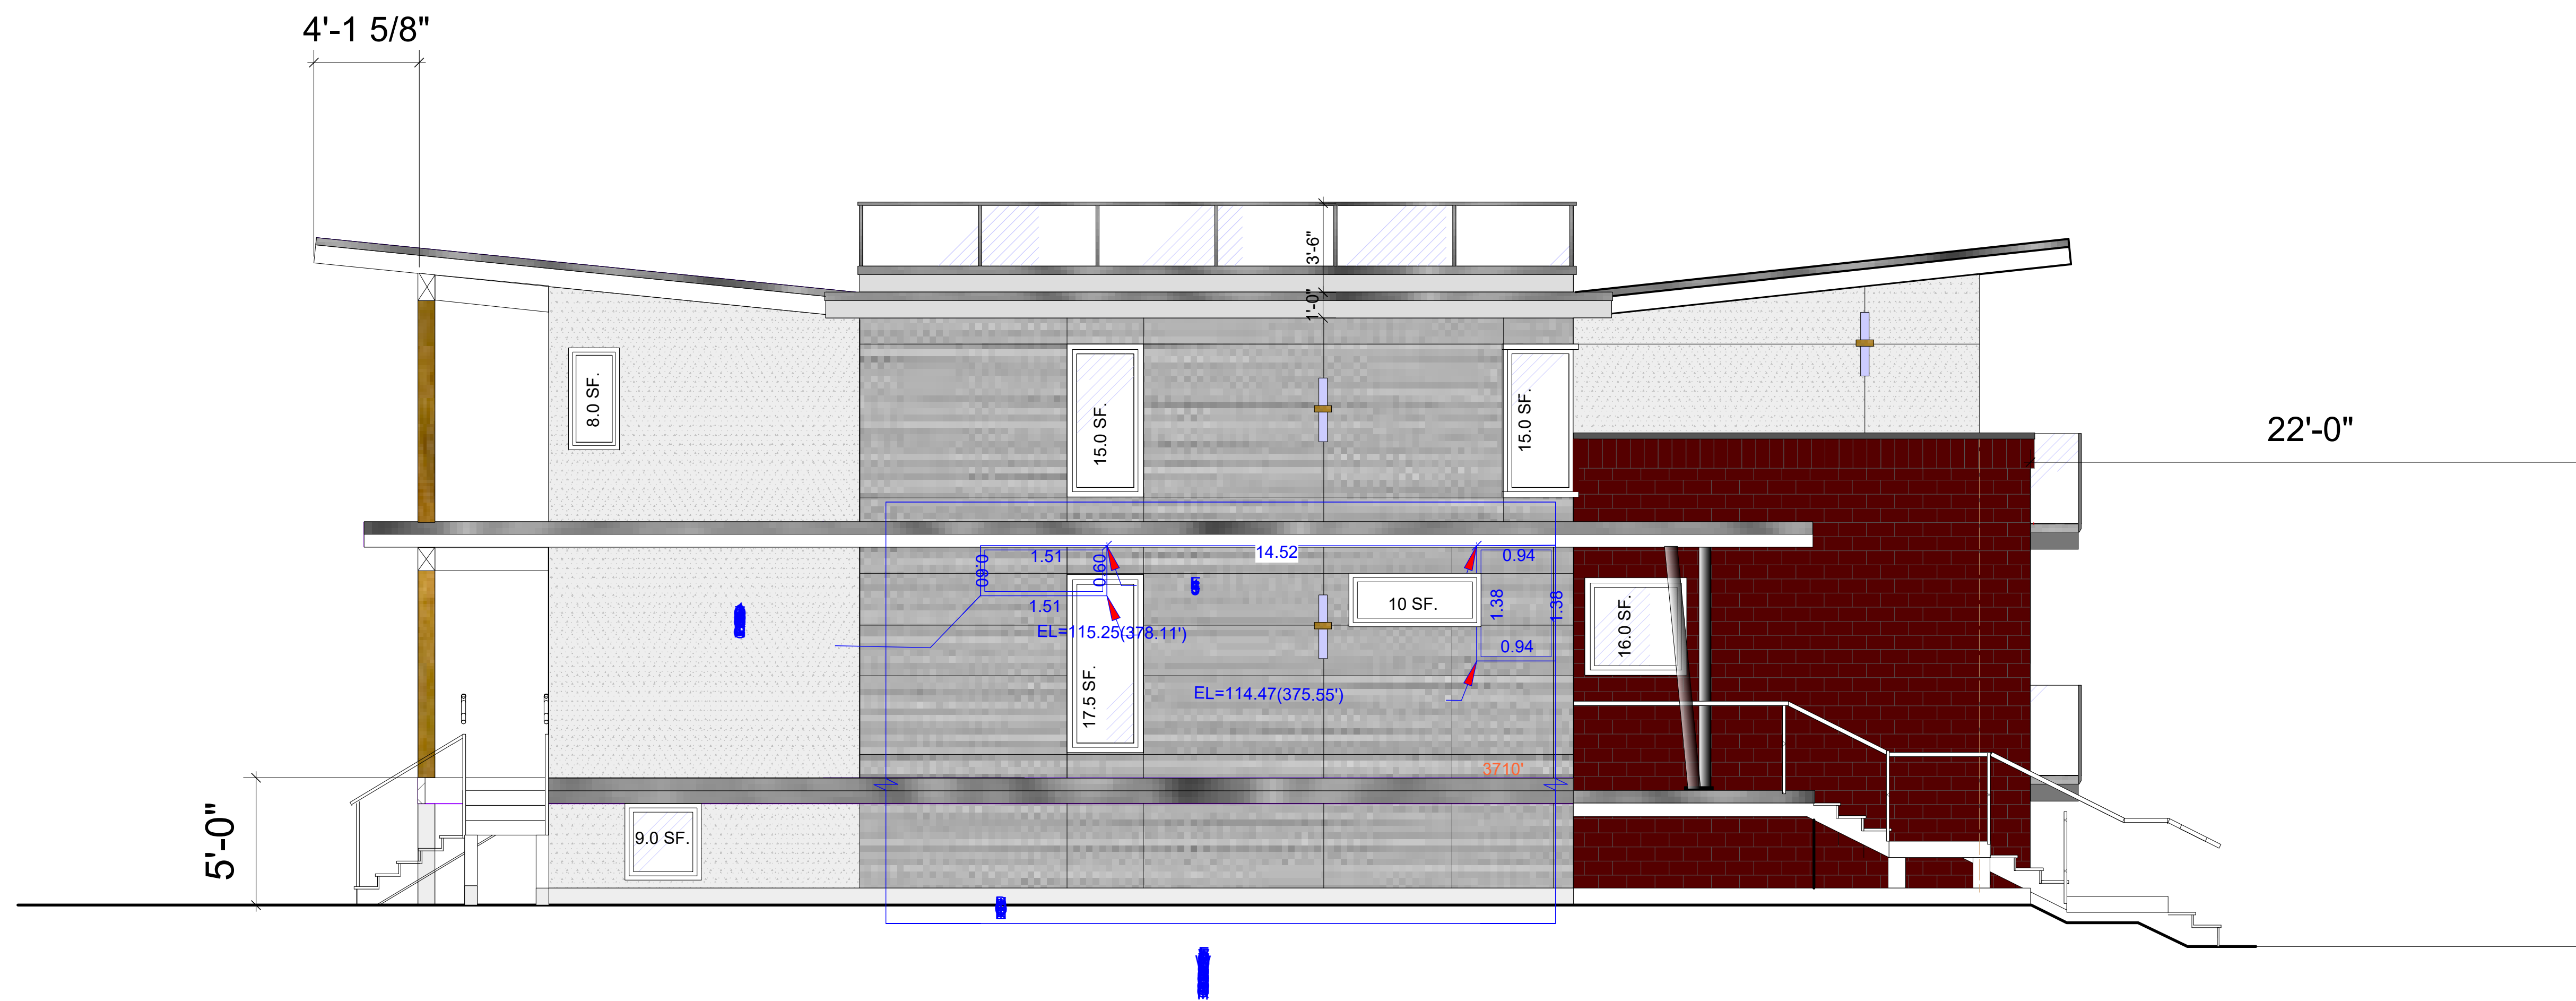 4'-1 5/8"
3'-6"
1'-0"
8.0 SF.
15.0 SF.
15.0 SF.
22'-0"
0.60
1.51
0.60
14.52
0.94
1.51
10 SF.
1.38
1.38
16.0 SF.
EL=115.25(378.11')
0.94
17.5 SF.
EL=114.47(375.55')
3710'
5'-0"
9.0 SF.